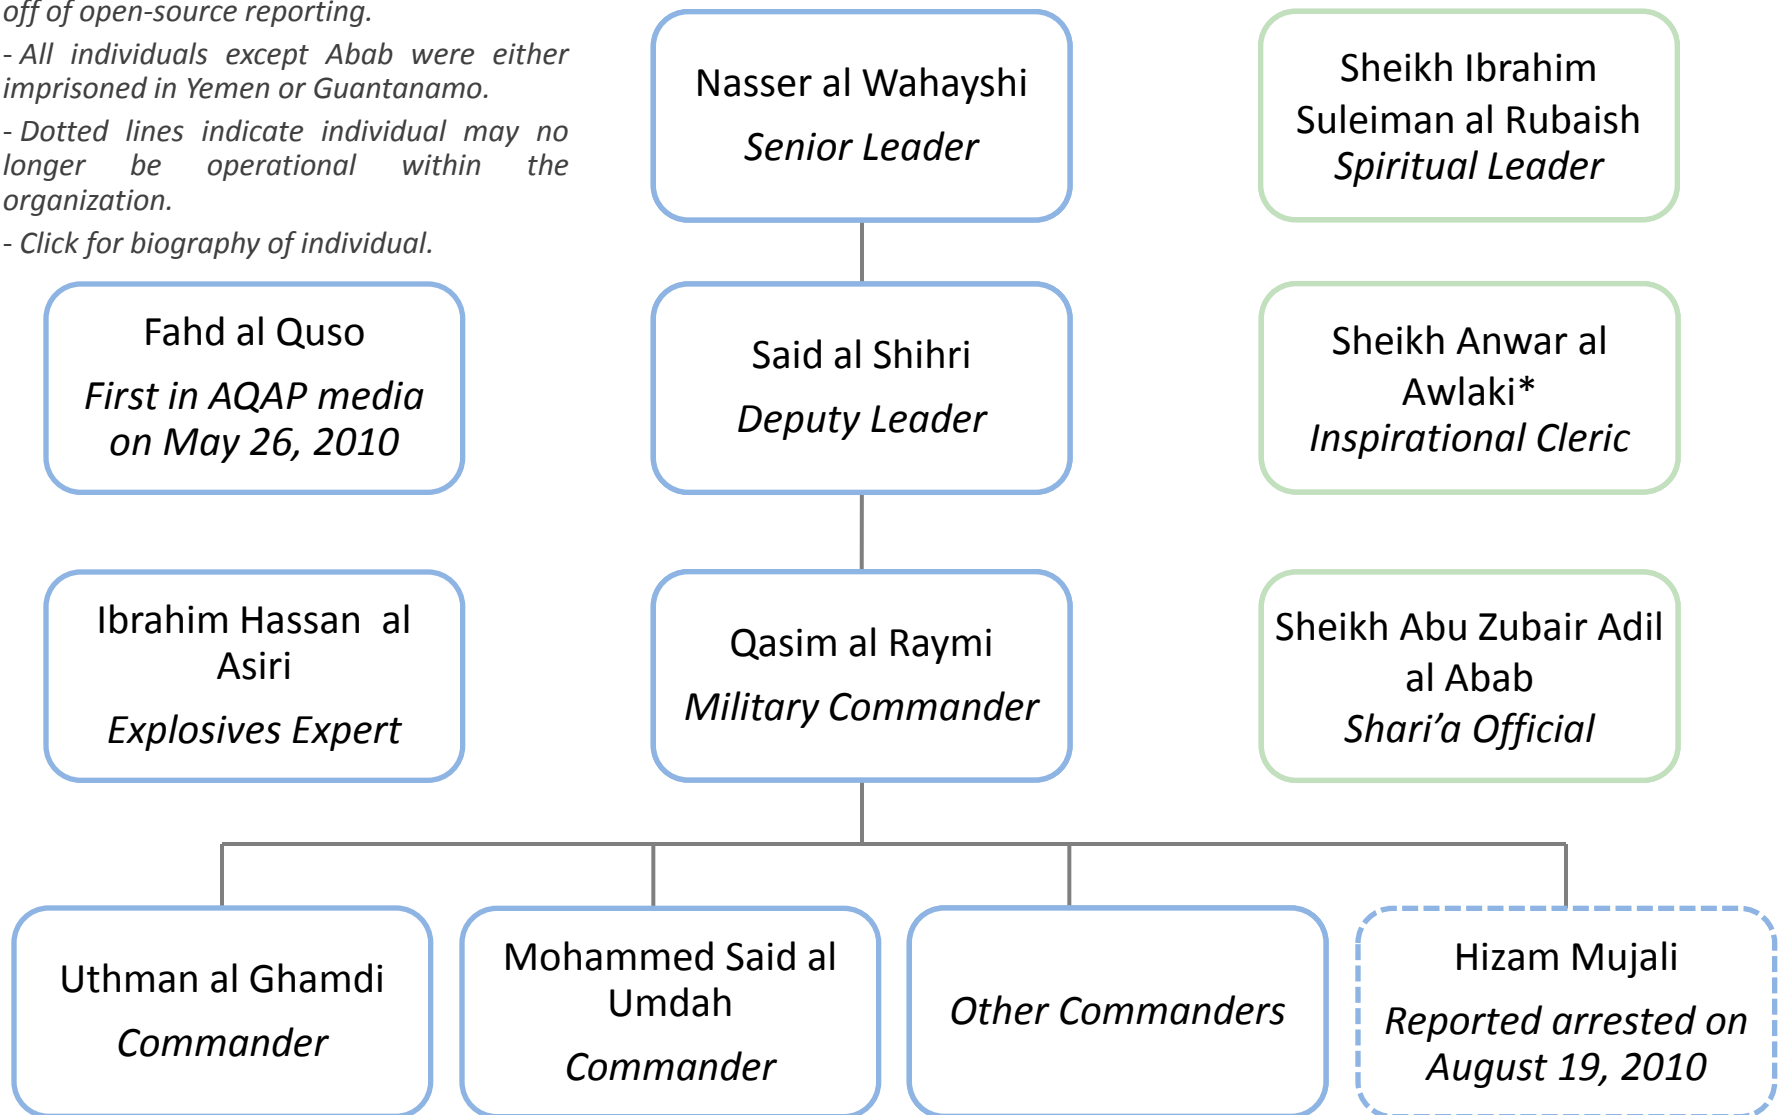 off of open-source reporting.
- All individuals except Abab were either
imprisoned in Yemen or Guantanamo.
- Dotted lines indicate individual may no
longer be operational within the
organization.
- Click for biography of individual.
Nasser al Wahayshi
Senior Leader
Sheikh Ibrahim
Suleiman al Rubaish
Spiritual Leader
Fahd al Quso
First in AQAP media
on May 26, 2010
Said al Shihri
Deputy Leader
Sheikh Anwar al
Awlaki*
Inspirational Cleric
Ibrahim Hassan  al
Asiri
Explosives Expert
Qasim al Raymi
Military Commander
Sheikh Abu Zubair Adil
al Abab
Shari’a Official
Uthman al Ghamdi
Commander
Mohammed Said al
Umdah
Commander
Other Commanders
Hizam Mujali
Reported arrested on
August 19, 2010